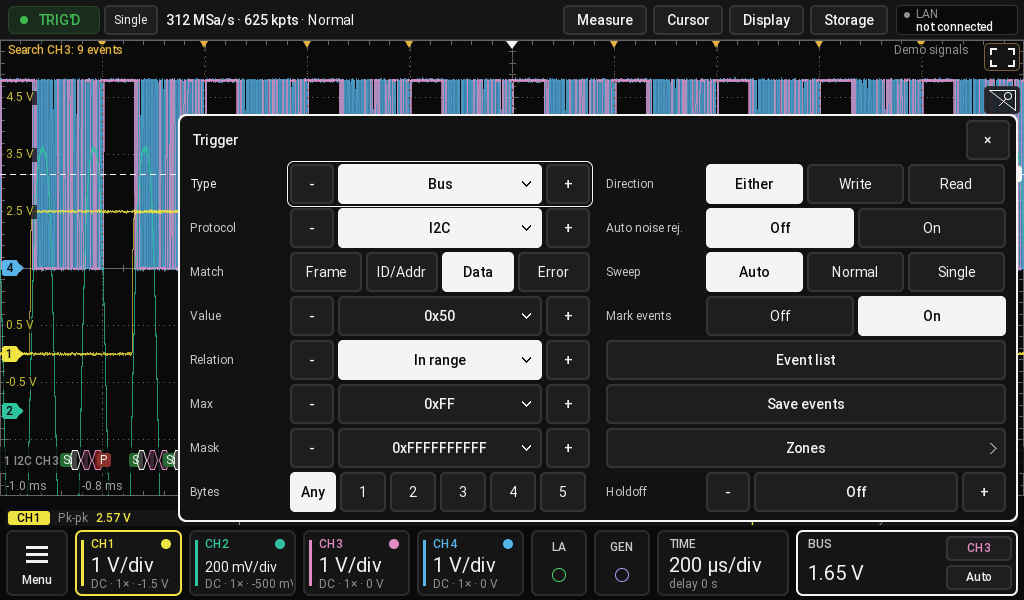 TRIG'D Single 312 MSa/s · 625 kpts · Normal Measure Cursor Display Storage LAN
not connected
Search CH3: 9 events Demo signals
4.5 V
3.5 V
2.5 V
4
0.5 V
1
-0.5 V
2
1 I2C CH3 S P S S
-1.0 ms -0.8 ms
Trigger ×
Type - Bus + Direction Either Write Read
Protocol - I2C + Auto noise rej. Off On
Match Frame ID/Addr Data Error Sweep Auto Normal Single
Value - 0x50 + Mark events Off On
Relation - In range + Event list
Max - 0xFF + Save events
Mask - 0xFFFFFFFFFF + Zones
Bytes Any 1 2 3 4 5 Holdoff - Off +
CH1 Pk-pk 2.57 V
Menu
CH1
1 V/div
DC · 1× · -1.5 V
CH2
200 mV/div
DC · 1× · -500 mV
CH3
1 V/div
DC · 1× · 0 V
CH4
1 V/div
DC · 1× · 0 V
LA
GEN
TIME
200 µs/div
delay 0 s
BUS
1.65 V
CH3
Auto